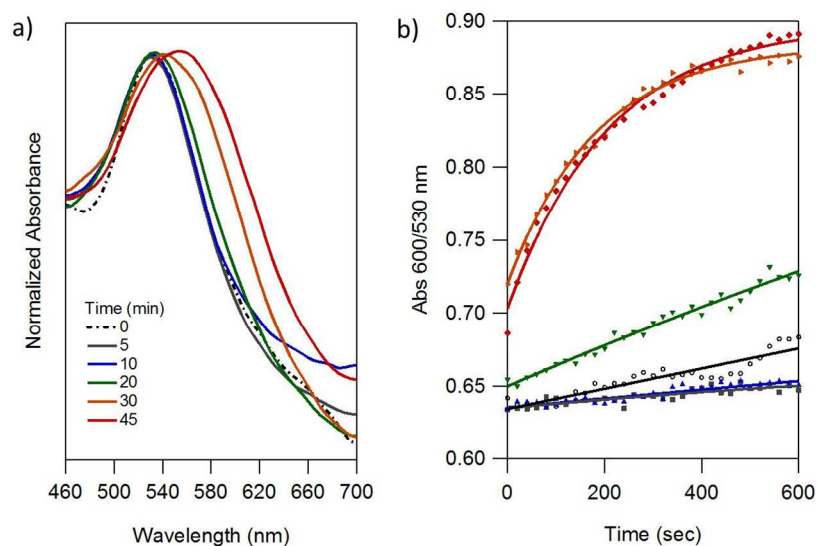 a)
Normalized Absorbance
Time (min)
0
5
10
20
30
45
460 500 540 580 620 660 700
Wavelength (nm)
b)
Abs 600/530 nm
0.90
0.85
0.80
0.75
0.70
0.65
0.60
0 200 400 600
Time (sec)